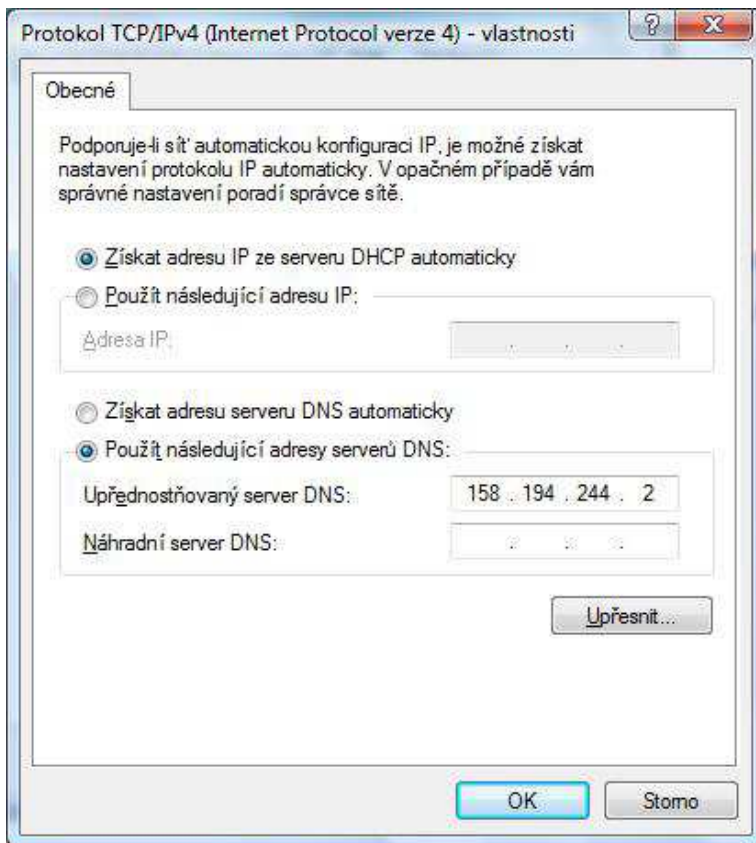 Protokol TCP/IPv4 (Internet Protocol verze 4) - vlastnosti
Obecné
Podporuje-li síť automatickou konfiguraci IP, je možné získat
nastavení protokolu IP automaticky. V opačném případě vám
správné nastavení poradí správce sítě.
Získat adresu IP ze serveru DHCP automaticky
Použít následující adresu IP:
Adresa IP:
Získat adresu serveru DNS automaticky
Použít následující adresy serverů DNS:
Upřednostňovaný server DNS: 158 . 194 . 244 . 2
Náhradní server DNS:
Upřesnit...
OK Storno